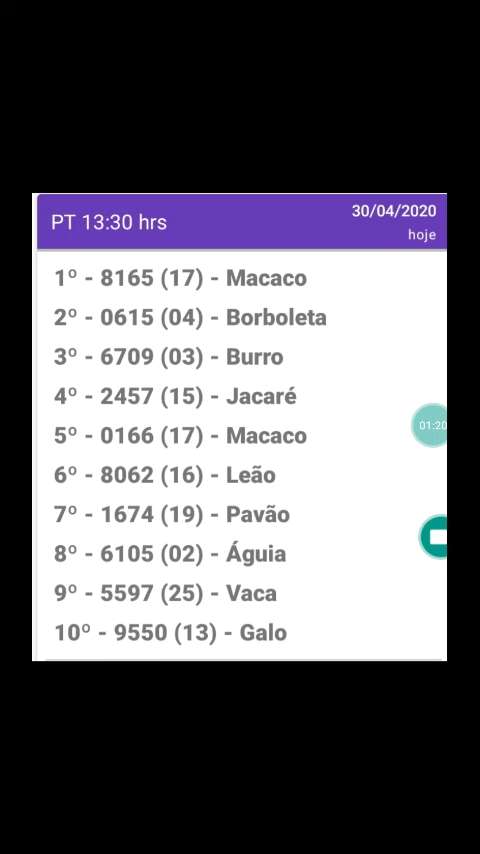 PT 13:30 hrs
30/04/2020
hoje
1º - 8165 (17) - Macaco
2º - 0615 (04) - Borboleta
3º - 6709 (03) - Burro
4º - 2457 (15) - Jacaré
5º - 0166 (17) - Macaco
6º - 8062 (16) - Leão
7º - 1674 (19) - Pavão
8º - 6105 (02) - Águia
9º - 5597 (25) - Vaca
10º - 9550 (13) - Galo
01:20